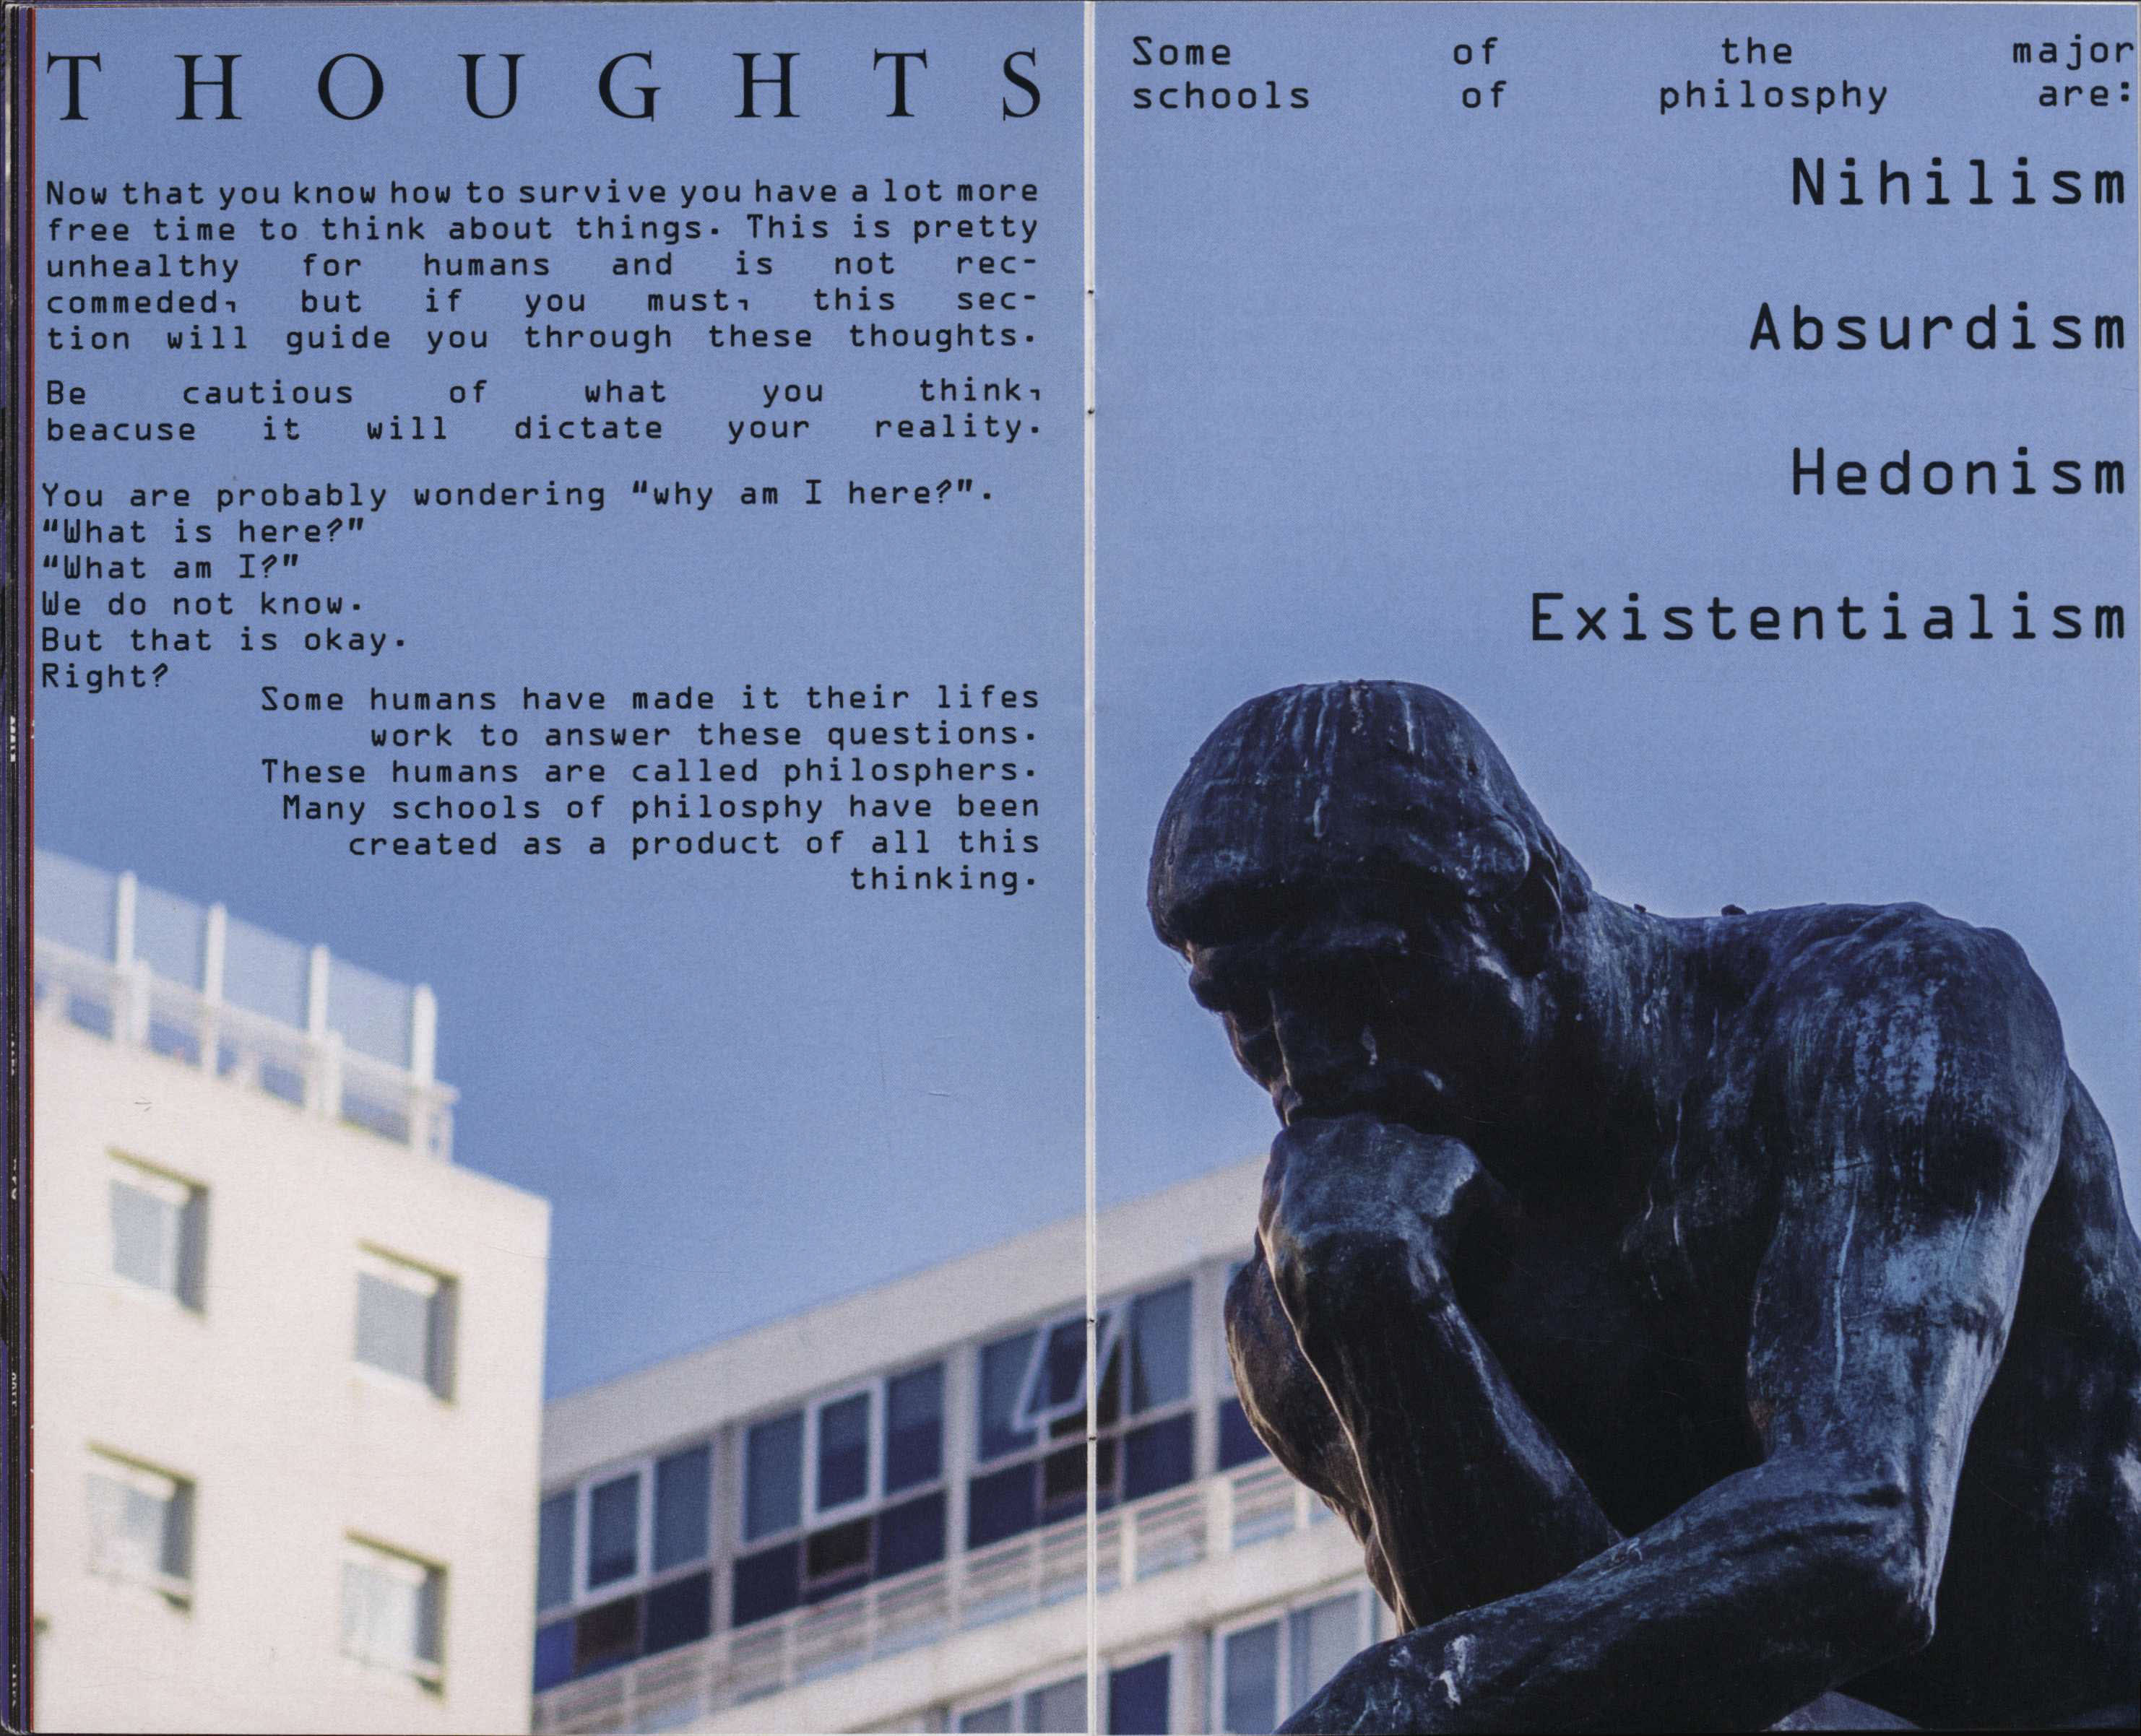 THOUGHTS
Now that you know how to survive you have a lot more
free time to think about things. This is pretty
unhealthy for humans and is not rec-
commeded, but if you must, this sec-
tion will guide you through these thoughts.
Be cautious of what you think,
beacuse it will dictate your reality.
You are probably wondering “why am I here?”.
“What is here?”
“What am I?”
We do not know.
But that is okay.
Right?
Some humans have made it their lifes
work to answer these questions.
These humans are called philosphers.
Many schools of philosphy have been
created as a product of all this
thinking.
Some of the major
schools of philosphy are:
Nihilism
Absurdism
Hedonism
Existentialism